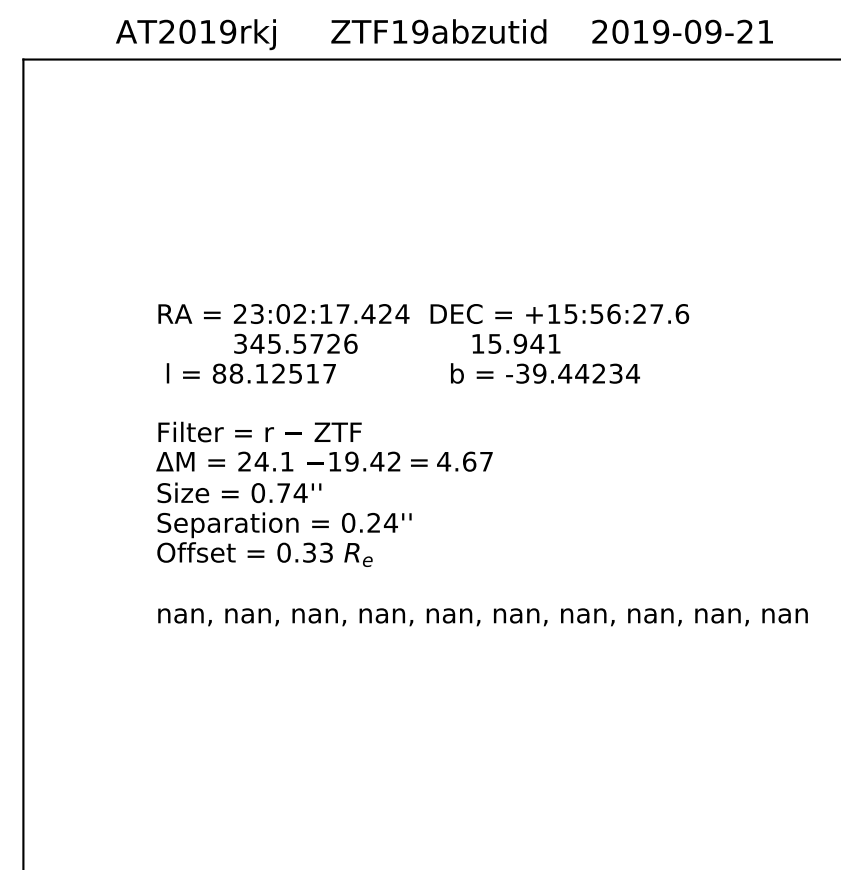 AT2019rkj ZTF19abzutid 2019-09-21
RA = 23:02:17.424 DEC = +15:56:27.6
345.5726 15.941
l = 88.12517 b = -39.44234
Filter = r − ZTF
ΔM = 24.1 −19.42 = 4.67
Size = 0.74''
Separation = 0.24''
Offset = 0.33 Rₑ
nan, nan, nan, nan, nan, nan, nan, nan, nan, nan